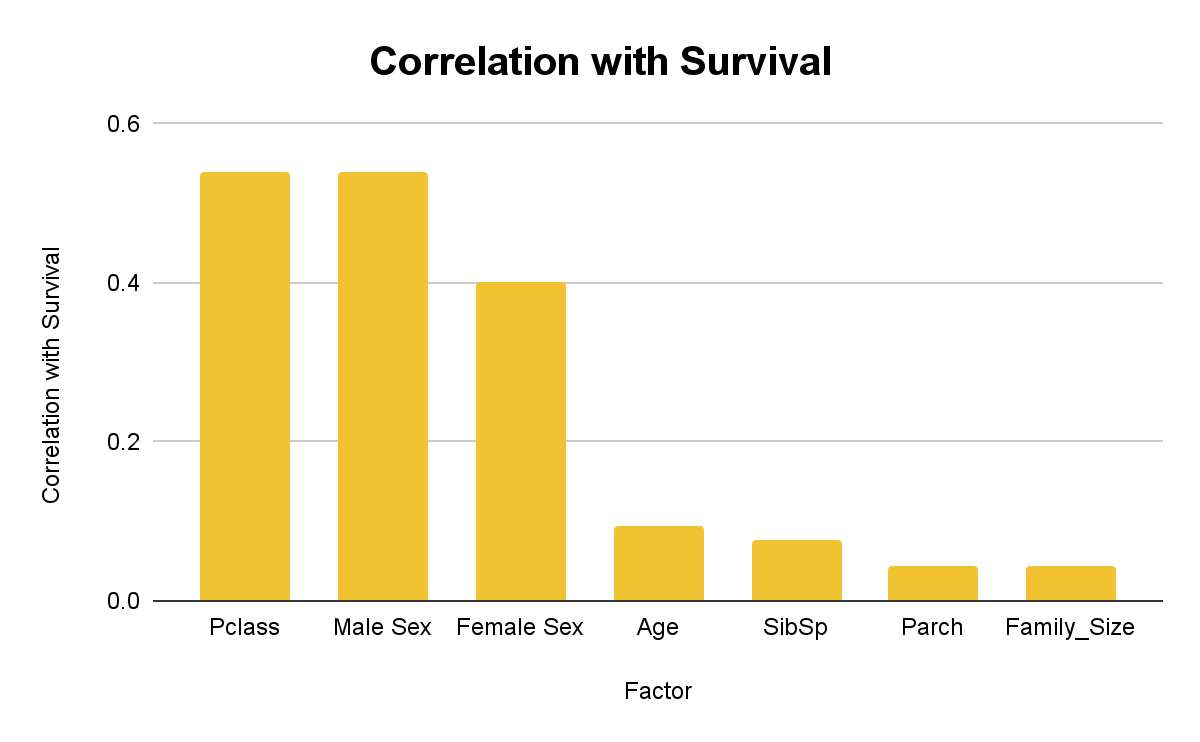 Correlation with Survival
0.6
0.4
0.2
0.0
Correlation with Survival
Pclass Male Sex Female Sex Age SibSp Parch Family_Size
Factor